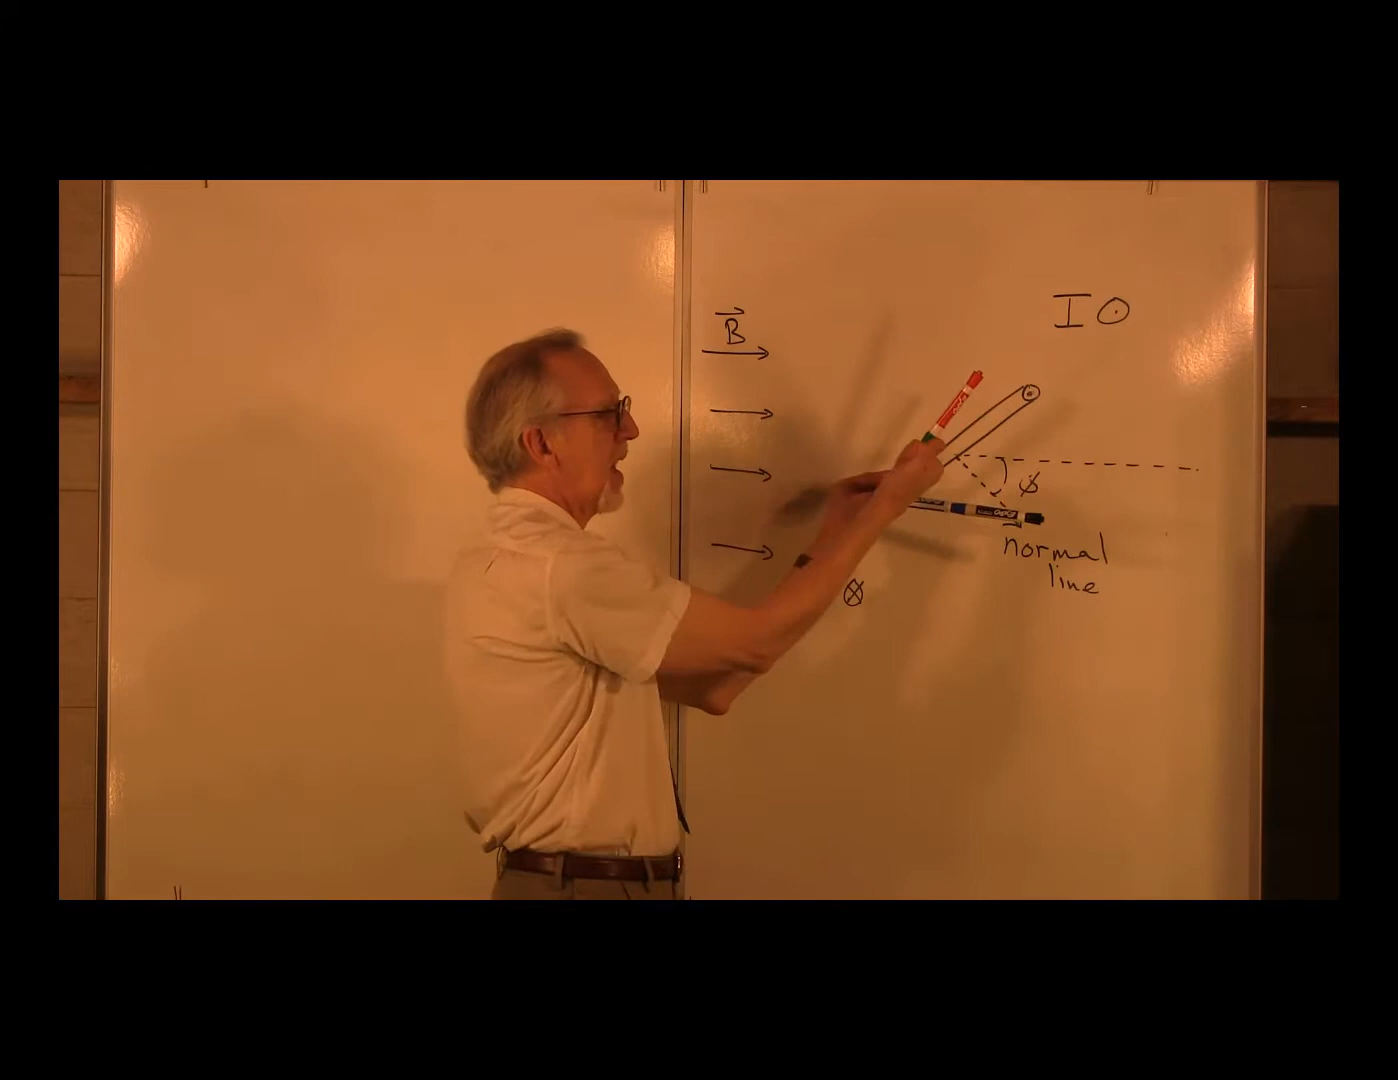 I ⊙
B⃗
ϕ
normal
line
⊗